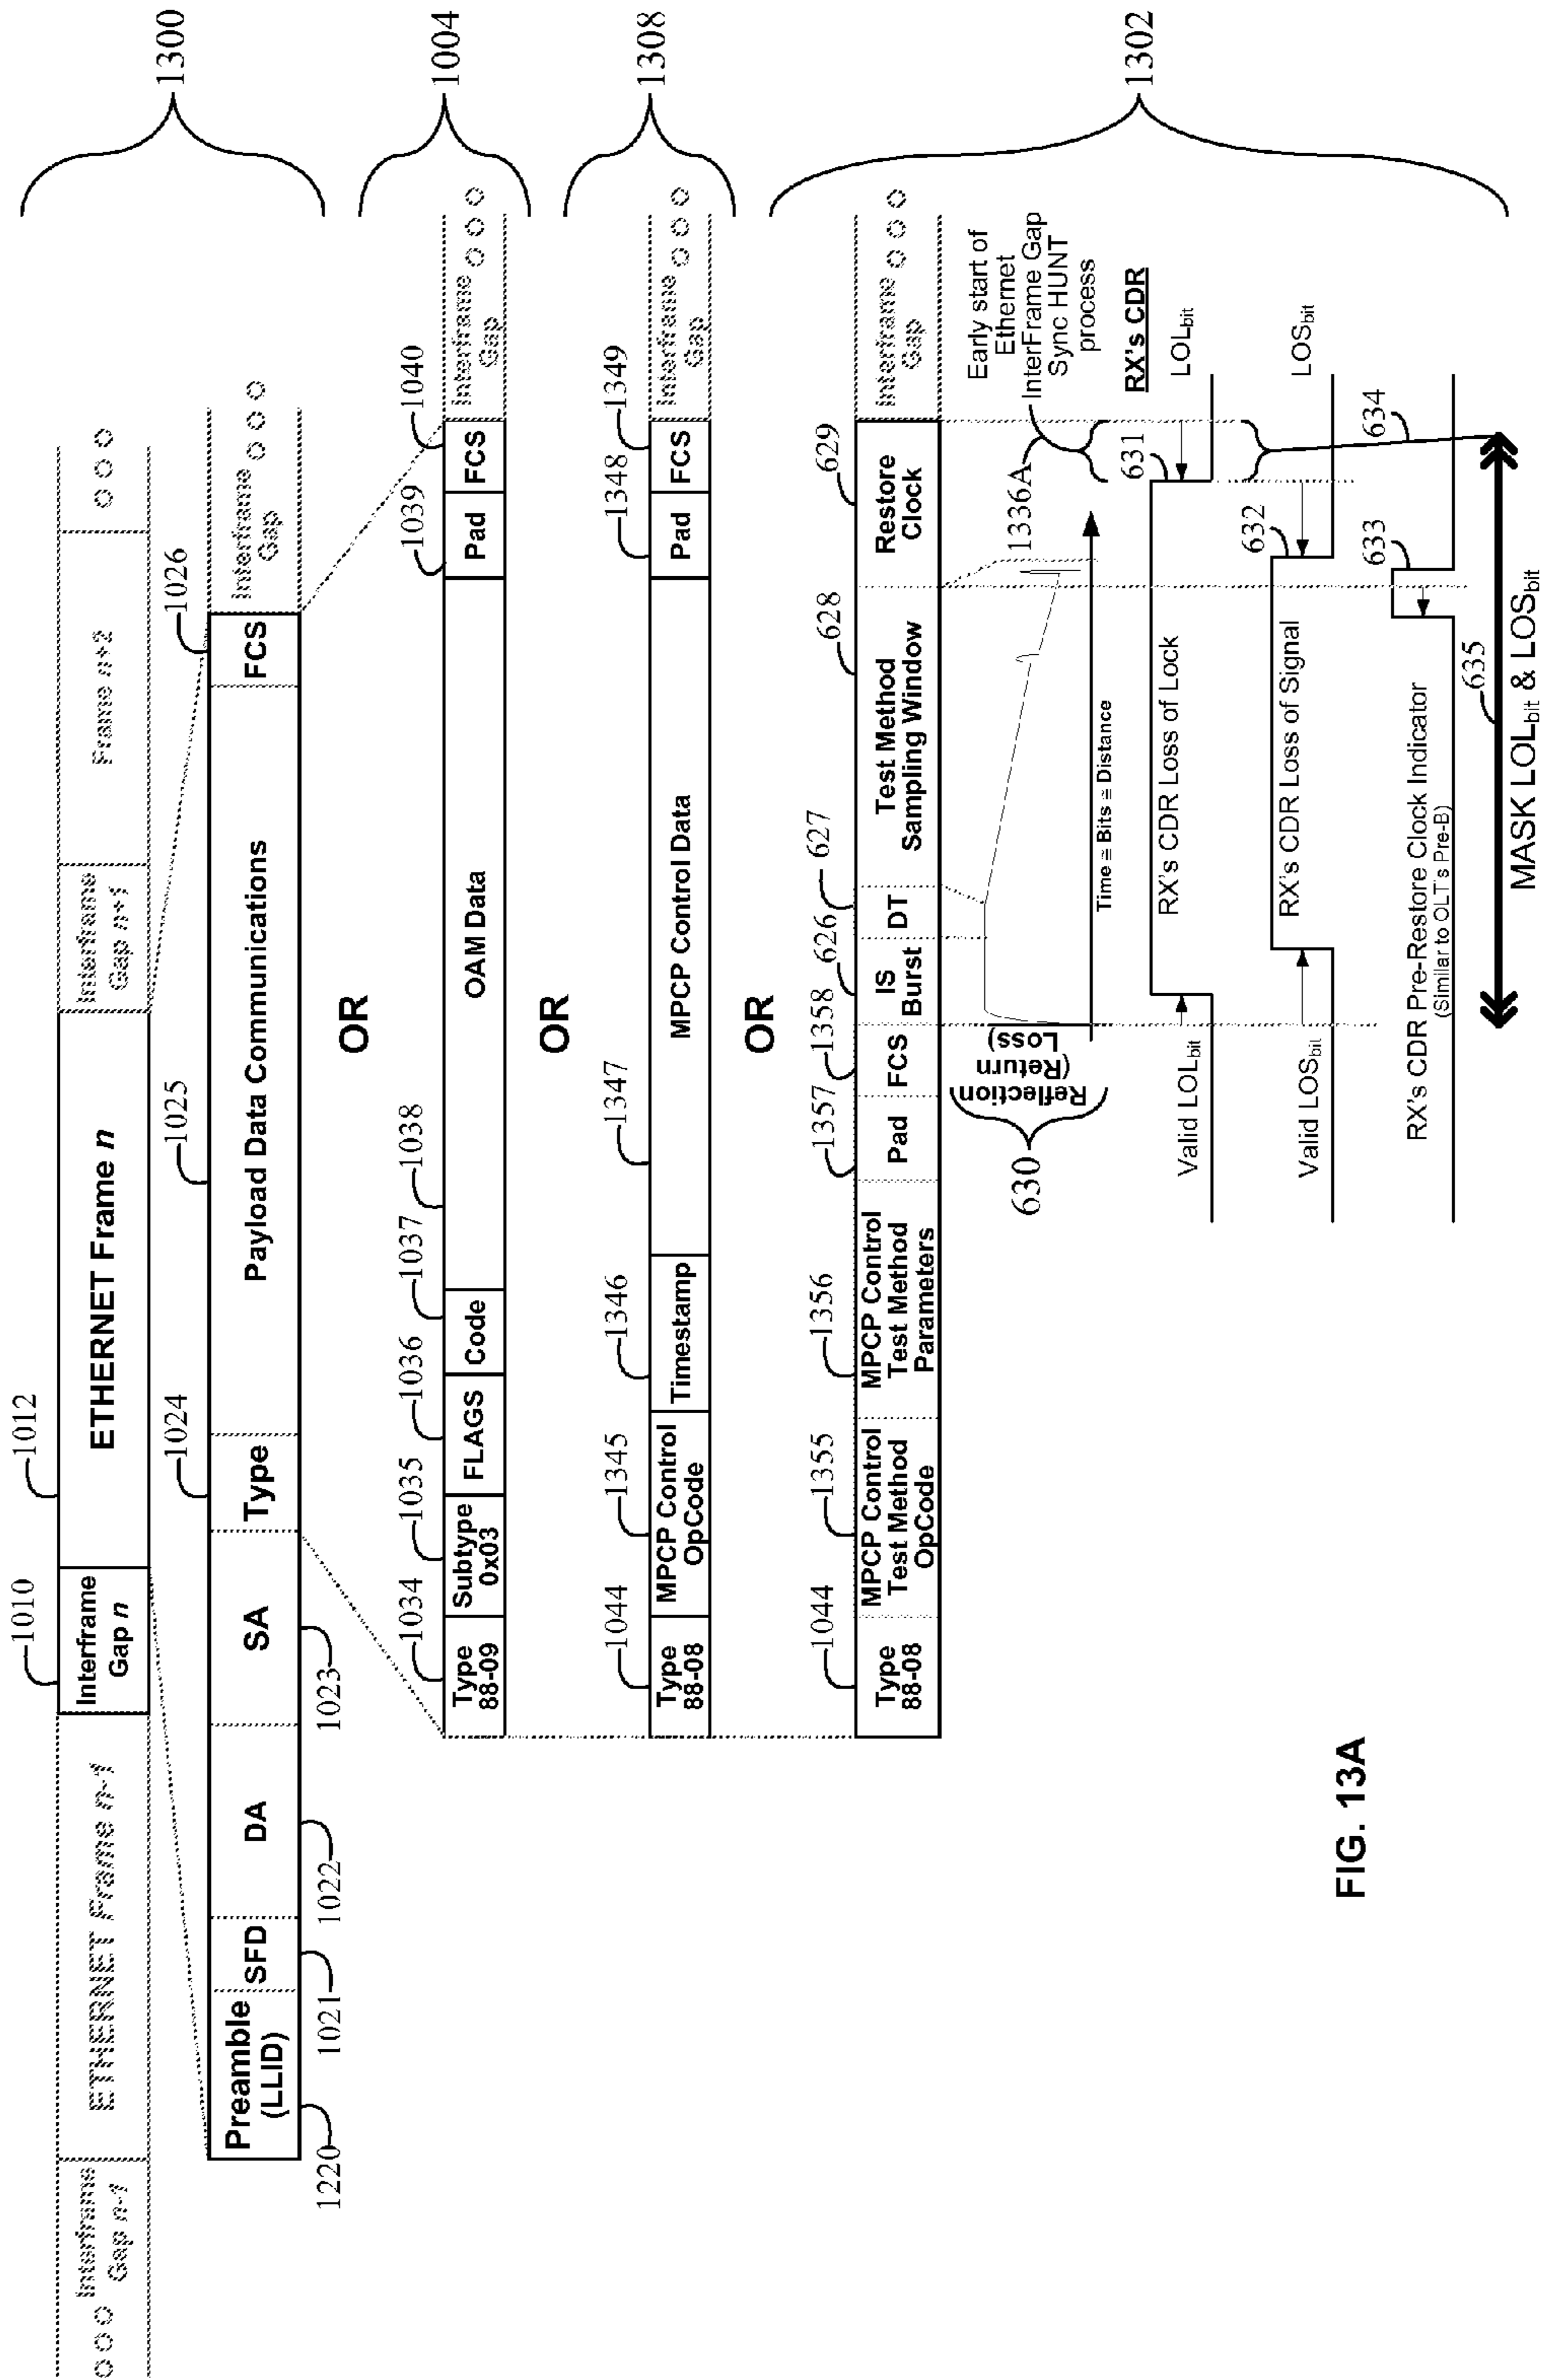 1010
1012
1300
○○○ Interframe
Gap n-1
ETHERNET Frame n-1
Interframe
Gap n
ETHERNET Frame n
Interframe
Gap n+1
Frame n+2
○○○
1024
1025
1026
Preamble
(LLID)
SFD
DA
SA
Type
Payload Data Communications
FCS
Interframe
Gap ○○○
1220
1021
1022
1023
1034
1035
1036
1037
1038
1039
1040
1004
Type
88-09
Subtype
0x03
FLAGS
Code
OAM Data
Pad
FCS
Interframe
Gap ○○○
OR
1044
1345
1346
1347
1348
1349
1308
Type
88-08
MPCP Control
OpCode
Timestamp
MPCP Control Data
Pad
FCS
Interframe
Gap ○○○
OR
1044
1355
1356
1357
1358
626
627
628
629
1302
Type
88-08
MPCP Control
Test Method
OpCode
MPCP Control
Test Method
Parameters
Pad
FCS
IS
Burst
DT
Test Method
Sampling Window
Restore
Clock
Interframe
Gap ○○○
OR
630
Reflection
(Return
Loss)
1336A
Early start of
Ethernet
InterFrame Gap
Sync HUNT
process
Time ≅ Bits ≅ Distance
RX's CDR
631
Valid LOLbit
RX's CDR Loss of Lock
LOLbit
632
Valid LOSbit
RX's CDR Loss of Signal
LOSbit
633
634
RX's CDR Pre-Restore Clock Indicator
(Similar to OLT's Pre-B)
635
MASK LOLbit & LOSbit
FIG. 13A